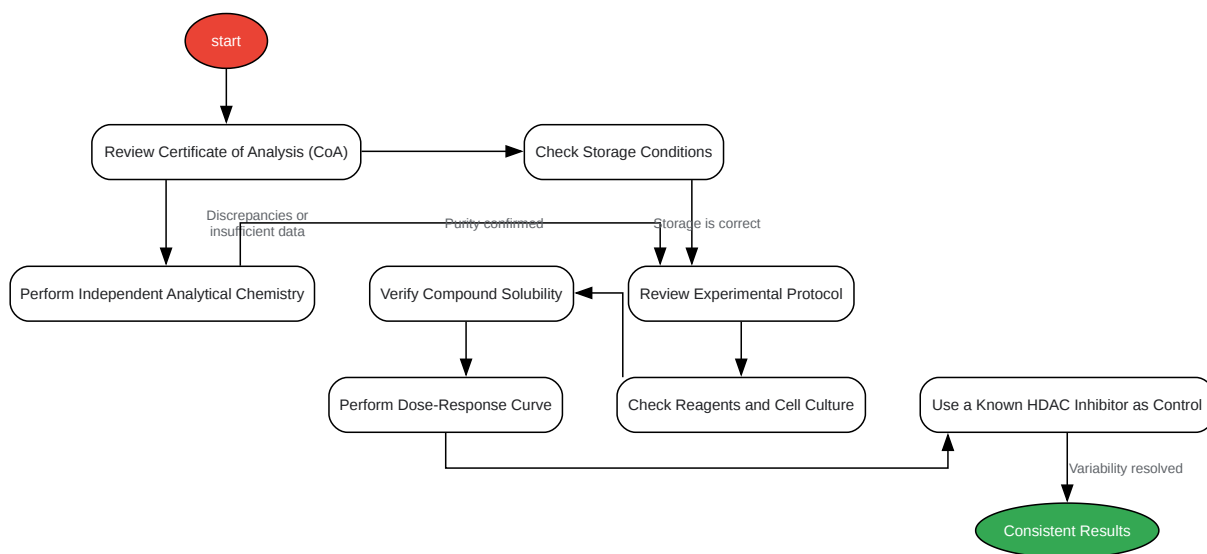 start
Review Certificate of Analysis (CoA)
Check Storage Conditions
Discrepancies or
insufficient data
Purity confirmed
Storage is correct
Perform Independent Analytical Chemistry
Verify Compound Solubility
Review Experimental Protocol
Perform Dose-Response Curve
Check Reagents and Cell Culture
Use a Known HDAC Inhibitor as Control
Variability resolved
Consistent Results